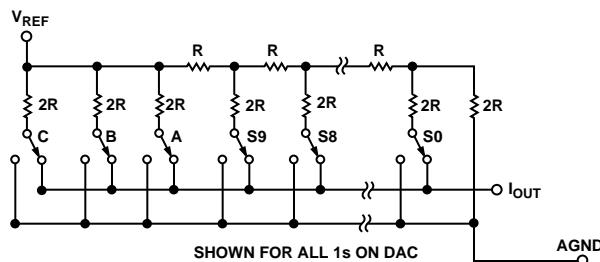 VREF
R R R
2R 2R 2R 2R 2R 2R 2R
C B A S9 S8 S0
IOUT
SHOWN FOR ALL 1s ON DAC
AGND